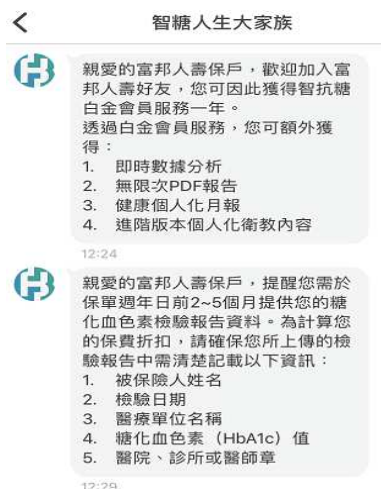 智糖人生大家族
親愛的富邦人壽保戶，歡迎加入富
邦人壽好友，您可因此獲得智抗糖
白金會員服務一年。
透過白金會員服務，您可額外獲
得：
1. 即時數據分析
2. 無限次PDF報告
3. 健康個人化月報
4. 進階版本個人化衛教內容
12:24
親愛的富邦人壽保戶，提醒您需於
保單週年日前2~5個月提供您的糖
化血色素檢驗報告資料。為計算您
的保費折扣，請確保您所上傳的檢
驗報告中需清楚記載以下資訊：
1. 被保險人姓名
2. 檢驗日期
3. 醫療單位名稱
4. 糖化血色素（HbA1c）值
5. 醫院、診所或醫師章
12:29